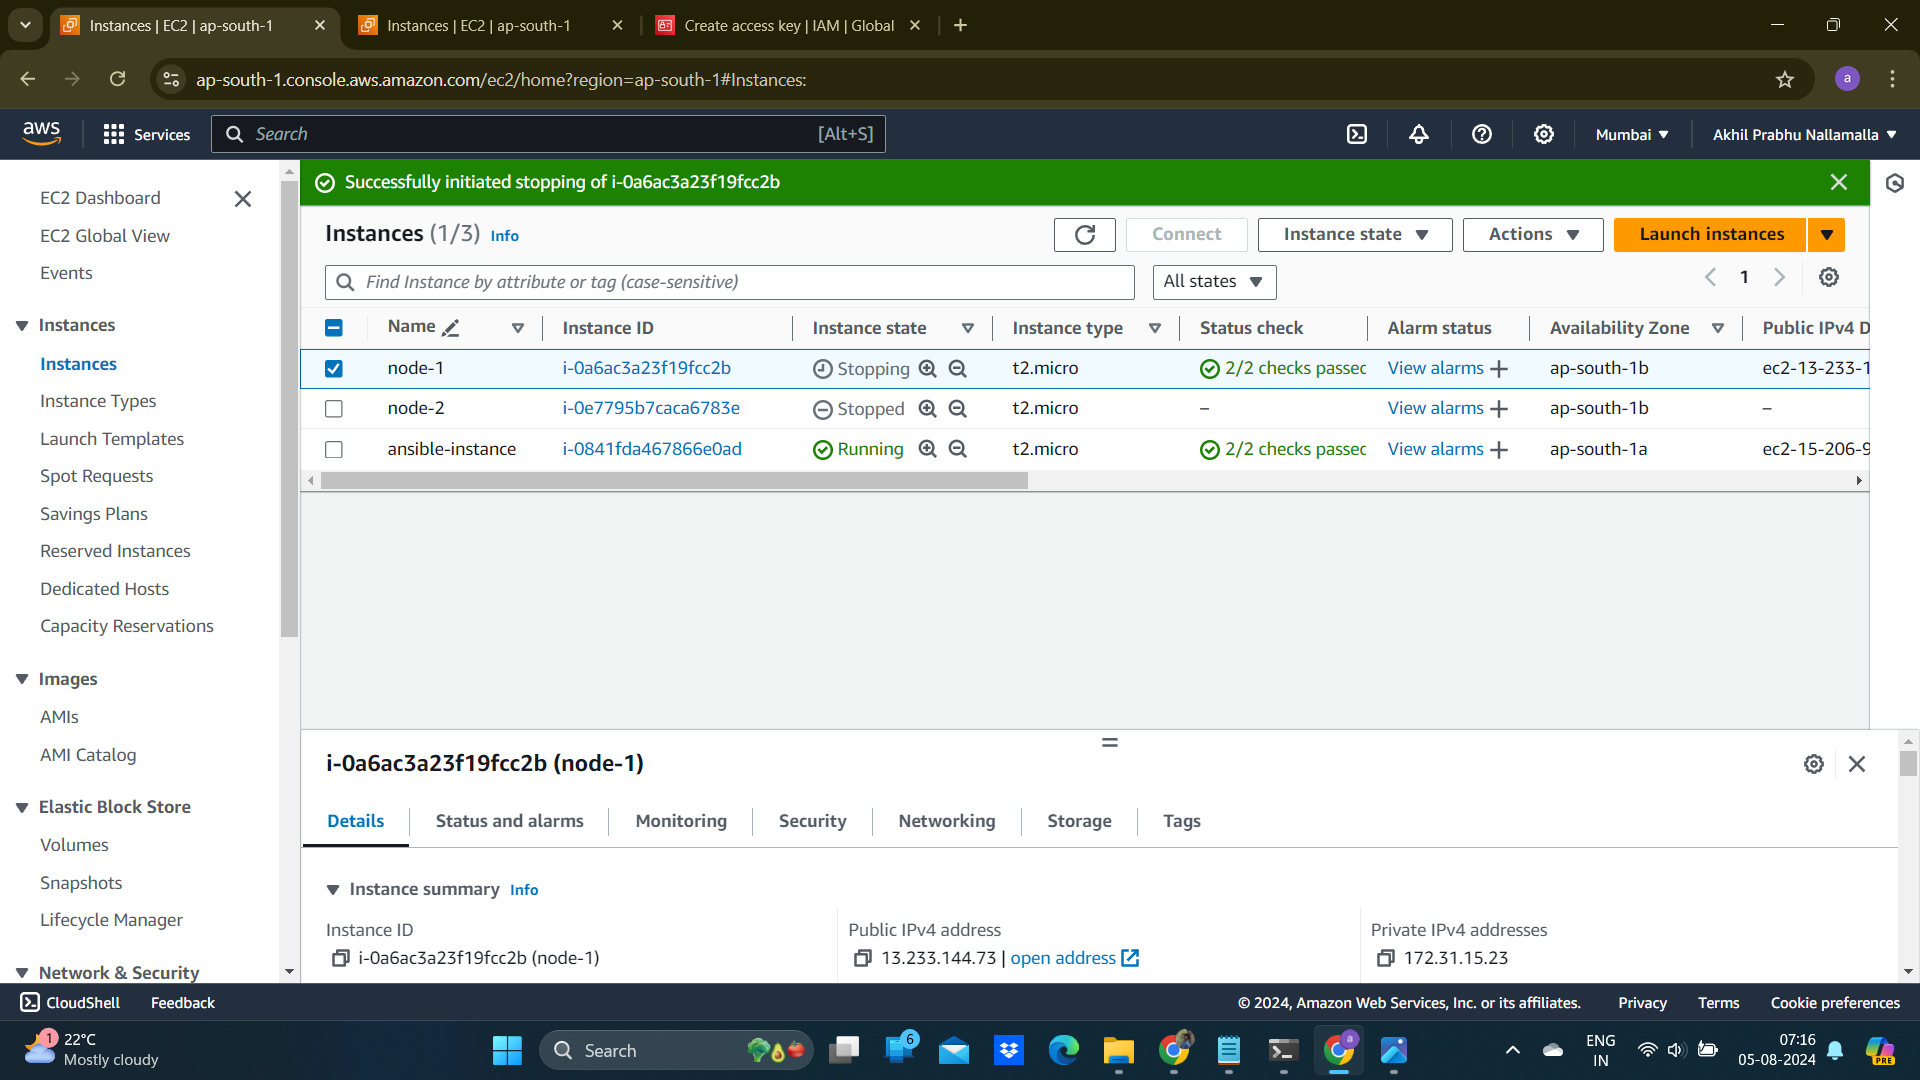 Instances | EC2 | ap-south-1
Instances | EC2 | ap-south-1
Create access key | IAM | Global
ap-south-1.console.aws.amazon.com/ec2/home?region=ap-south-1#Instances:
a
aws
Services
Search
[Alt+S]
Mumbai
Akhil Prabhu Nallamalla
EC2 Dashboard
EC2 Global View
Events
Instances
Instances
Instance Types
Launch Templates
Spot Requests
Savings Plans
Reserved Instances
Dedicated Hosts
Capacity Reservations
Images
AMIs
AMI Catalog
Elastic Block Store
Volumes
Snapshots
Lifecycle Manager
Network & Security
Successfully initiated stopping of i-0a6ac3a23f19fcc2b
Instances (1/3) Info
Connect
Instance state
Actions
Launch instances
Find Instance by attribute or tag (case-sensitive)
All states
1
Name Instance ID Instance state Instance type Status check Alarm status Availability Zone Public IPv4 D
node-1 i-0a6ac3a23f19fcc2b Stopping t2.micro 2/2 checks passec View alarms + ap-south-1b ec2-13-233-1
node-2 i-0e7795b7caca6783e Stopped t2.micro – View alarms + ap-south-1b –
ansible-instance i-0841fda467866e0ad Running t2.micro 2/2 checks passec View alarms + ap-south-1a ec2-15-206-9
i-0a6ac3a23f19fcc2b (node-1)
Details Status and alarms Monitoring Security Networking Storage Tags
Instance summary Info
Instance ID
i-0a6ac3a23f19fcc2b (node-1)
Public IPv4 address
13.233.144.73 | open address
Private IPv4 addresses
172.31.15.23
CloudShell Feedback
© 2024, Amazon Web Services, Inc. or its affiliates. Privacy Terms Cookie preferences
1
22°C
Mostly cloudy
Search
6
a
ENG
IN
07:16
05-08-2024
PRE